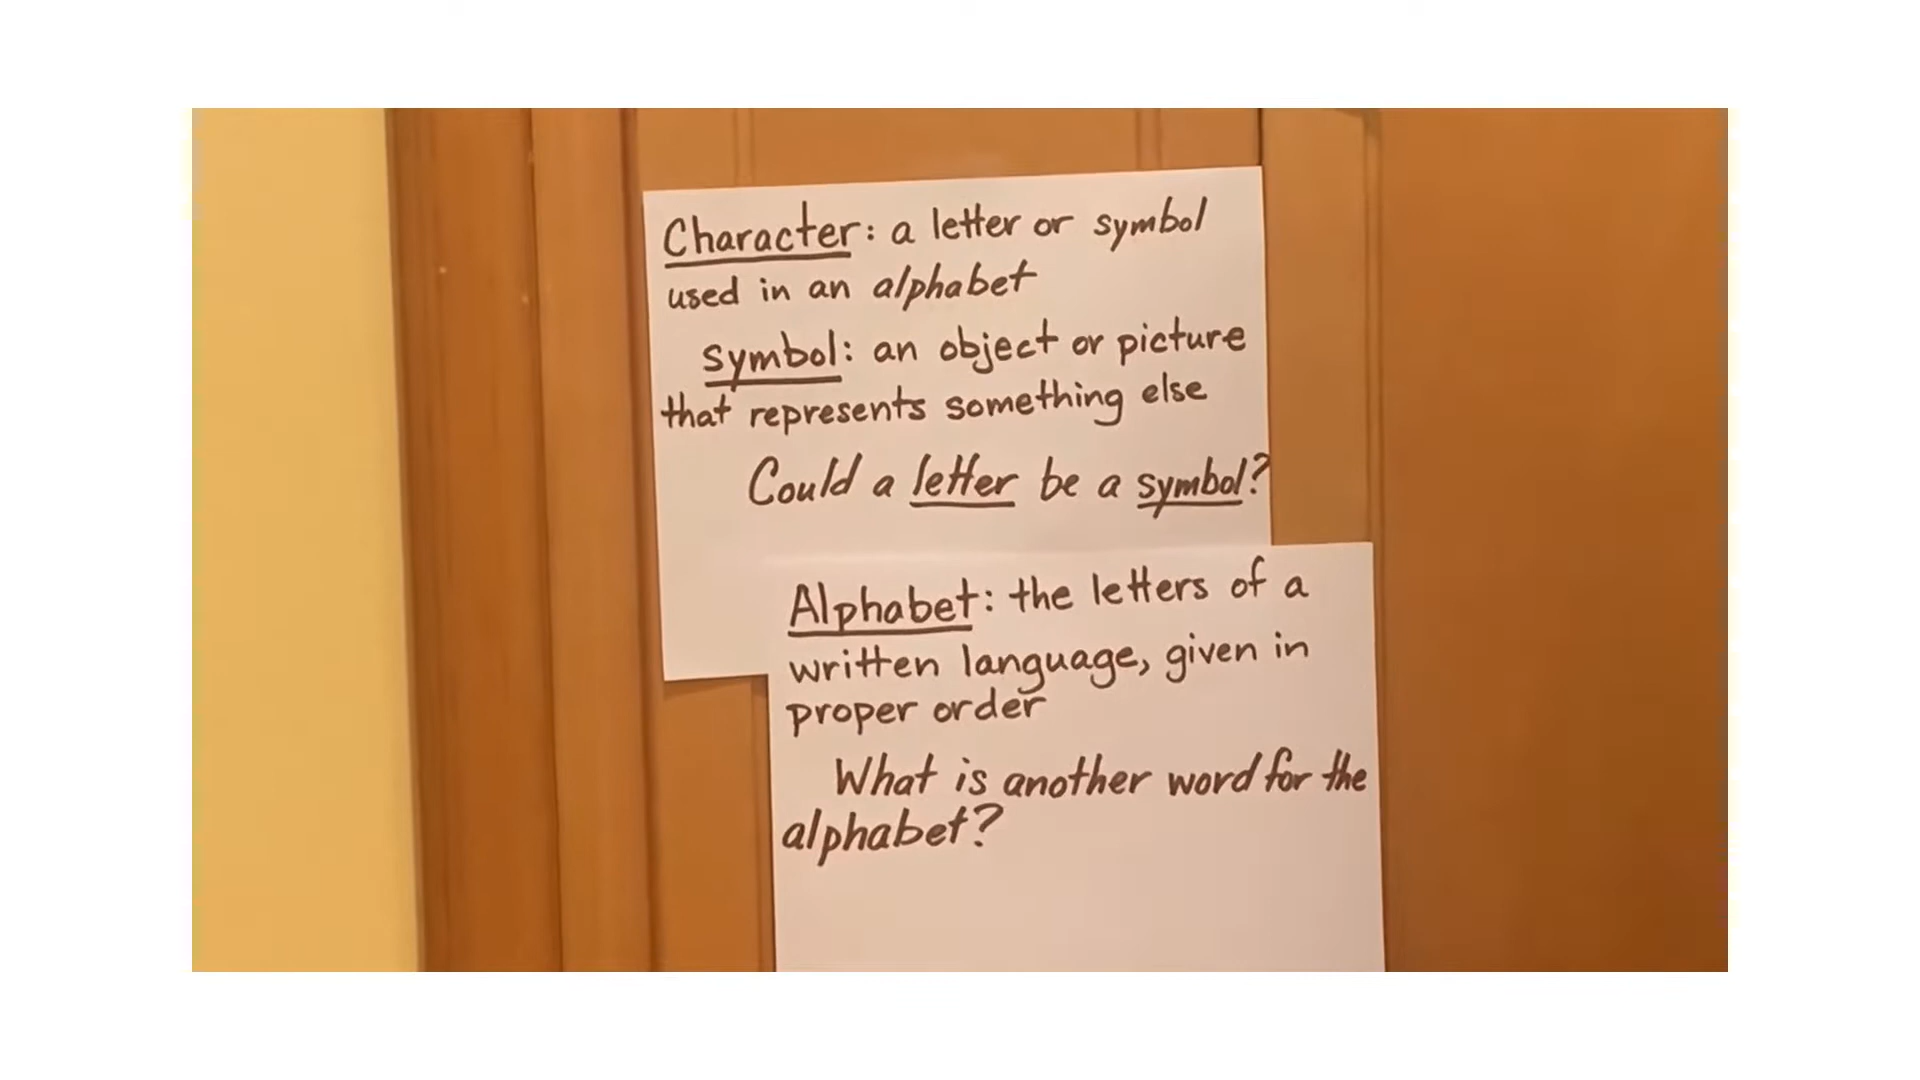 Character: a letter or symbol
used in an alphabet
symbol: an object or picture
that represents something else
Could a letter be a symbol?
Alphabet: the letters of a
written language, given in
proper order
What is another word for the
alphabet?